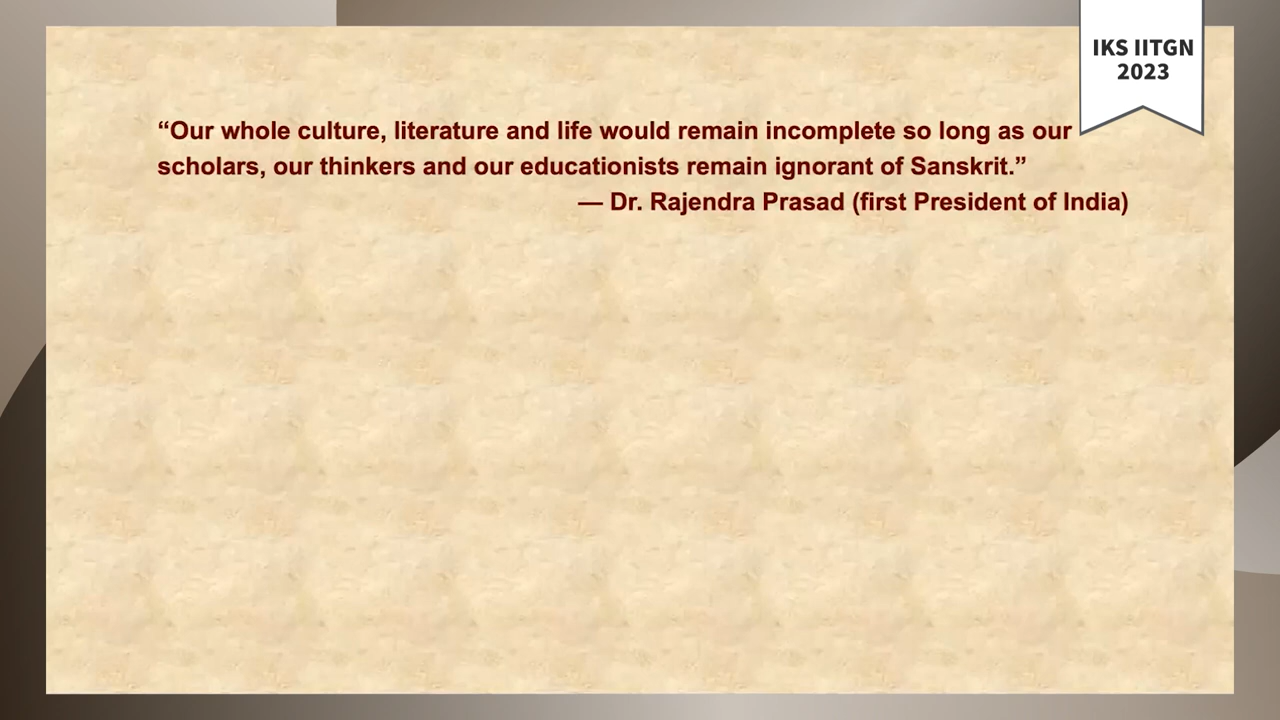 IKS IITGN
2023
“Our whole culture, literature and life would remain incomplete so long as our
scholars, our thinkers and our educationists remain ignorant of Sanskrit.”
— Dr. Rajendra Prasad (first President of India)